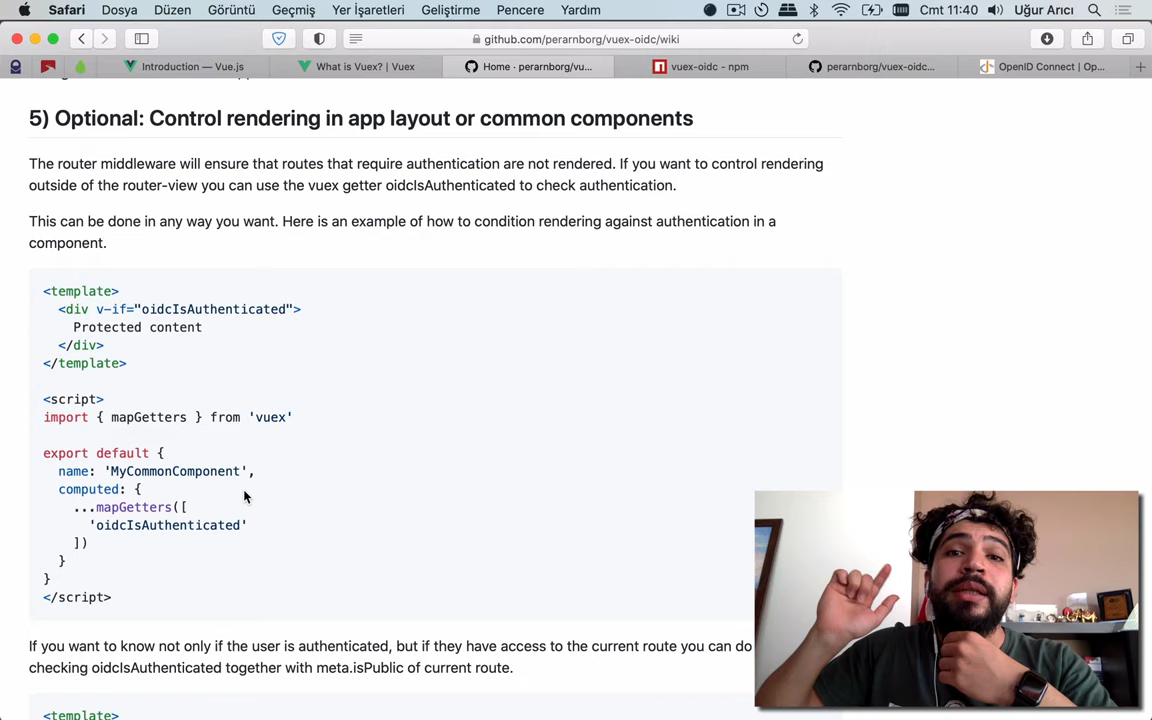 Safari Dosya Düzen Görüntü Geçmiş Yer İşaretleri Geliştirme Pencere Yardım Cmt 11:40 Uğur Arıcı
github.com/perarnborg/vuex-oidc/wiki
Introduction — Vue.js What is Vuex? | Vuex Home · perarnborg/vu... vuex-oidc - npm perarnborg/vuex-oidc... OpenID Connect | Op...
5) Optional: Control rendering in app layout or common components
The router middleware will ensure that routes that require authentication are not rendered. If you want to control rendering
outside of the router-view you can use the vuex getter oidcIsAuthenticated to check authentication.
This can be done in any way you want. Here is an example of how to condition rendering against authentication in a
component.
<template>
<div v-if="oidcIsAuthenticated">
Protected content
</div>
</template>
<script>
import { mapGetters } from 'vuex'
export default {
name: 'MyCommonComponent',
computed: {
...mapGetters([
'oidcIsAuthenticated'
])
}
}
</script>
If you want to know not only if the user is authenticated, but if they have access to the current route you can do
checking oidcIsAuthenticated together with meta.isPublic of current route.
<template>